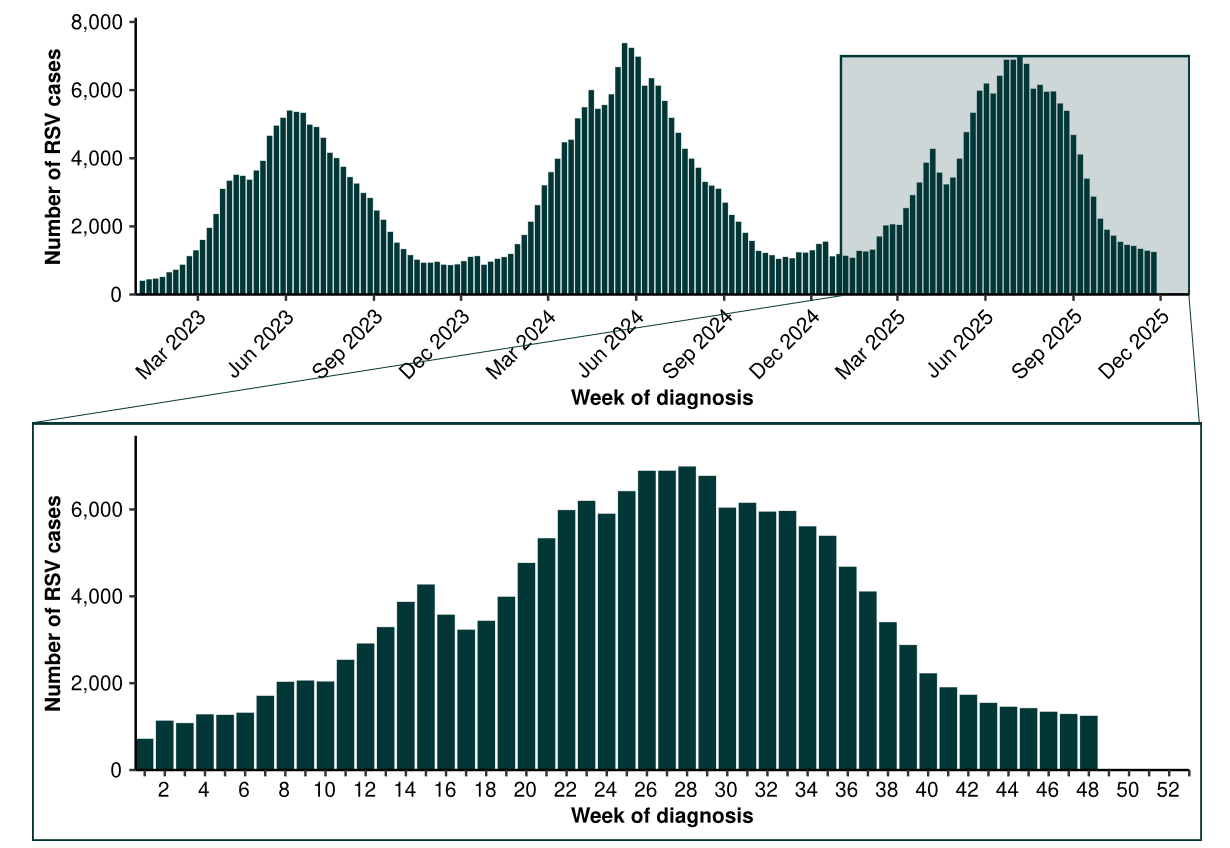 Number of RSV cases
8,000
6,000
4,000
2,000
0
Mar 2023
Jun 2023
Sep 2023
Dec 2023
Mar 2024
Jun 2024
Sep 2024
Dec 2024
Mar 2025
Jun 2025
Sep 2025
Dec 2025
Week of diagnosis
Number of RSV cases
6,000
4,000
2,000
0
2 4 6 8 10 12 14 16 18 20 22 24 26 28 30 32 34 36 38 40 42 44 46 48 50 52
Week of diagnosis